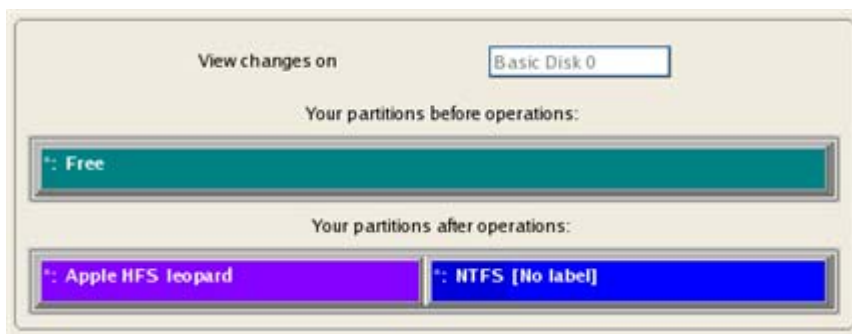 View changes on
Basic Disk 0
Your partitions before operations:
*: Free
Your partitions after operations:
*: Apple HFS leopard
*: NTFS [No label]